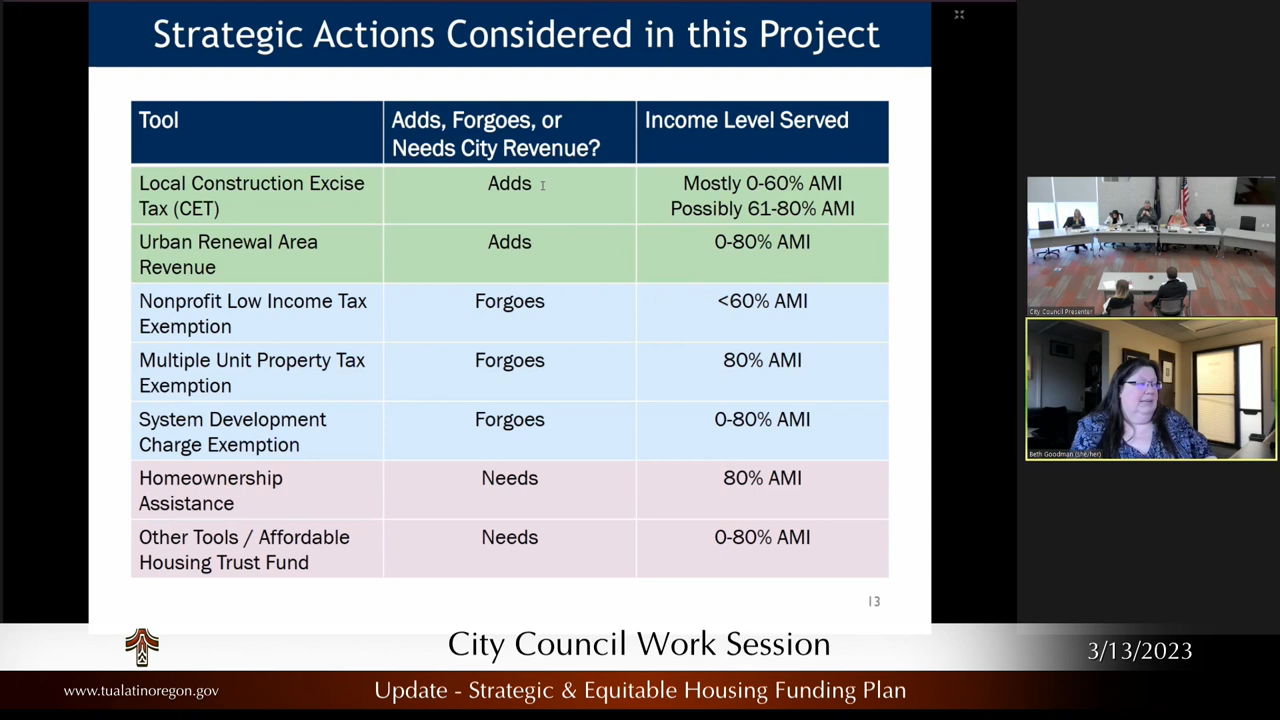 Strategic Actions Considered in this Project
Tool
Adds, Forgoes, or
Needs City Revenue?
Income Level Served
Local Construction Excise
Tax (CET)
Adds
Mostly 0-60% AMI
Possibly 61-80% AMI
Urban Renewal Area
Revenue
Adds
0-80% AMI
Nonprofit Low Income Tax
Exemption
Forgoes
<60% AMI
Multiple Unit Property Tax
Exemption
Forgoes
80% AMI
System Development
Charge Exemption
Forgoes
0-80% AMI
Homeownership
Assistance
Needs
80% AMI
Other Tools / Affordable
Housing Trust Fund
Needs
0-80% AMI
13
City Council Presenter
Beth Goodman (she/her)
City Council Work Session
3/13/2023
www.tualatinoregon.gov
Update - Strategic & Equitable Housing Funding Plan